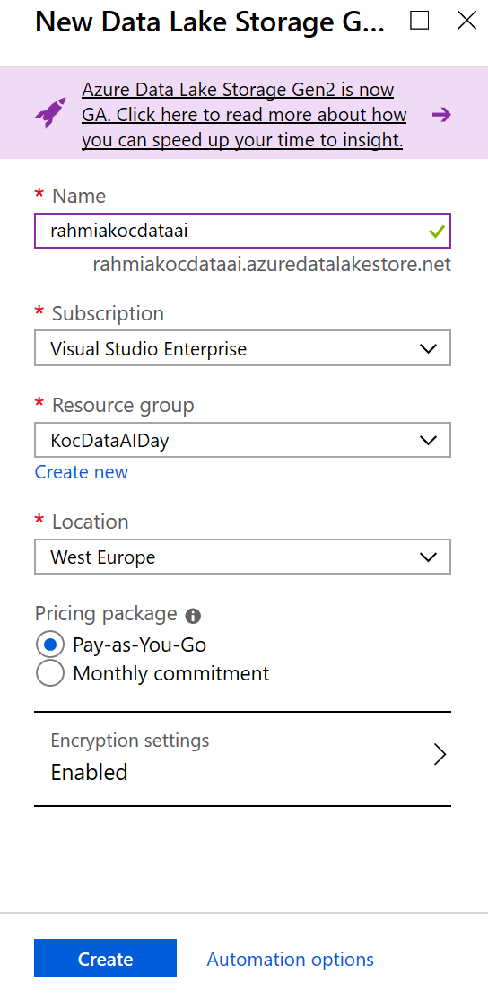 New Data Lake Storage G...
Azure Data Lake Storage Gen2 is now
GA. Click here to read more about how
you can speed up your time to insight.
* Name
rahmiakocdataai
rahmiakocdataai.azuredatalakestore.net
* Subscription
Visual Studio Enterprise
* Resource group
KocDataAIDay
Create new
* Location
West Europe
Pricing package
Pay-as-You-Go
Monthly commitment
Encryption settings
Enabled
Create
Automation options